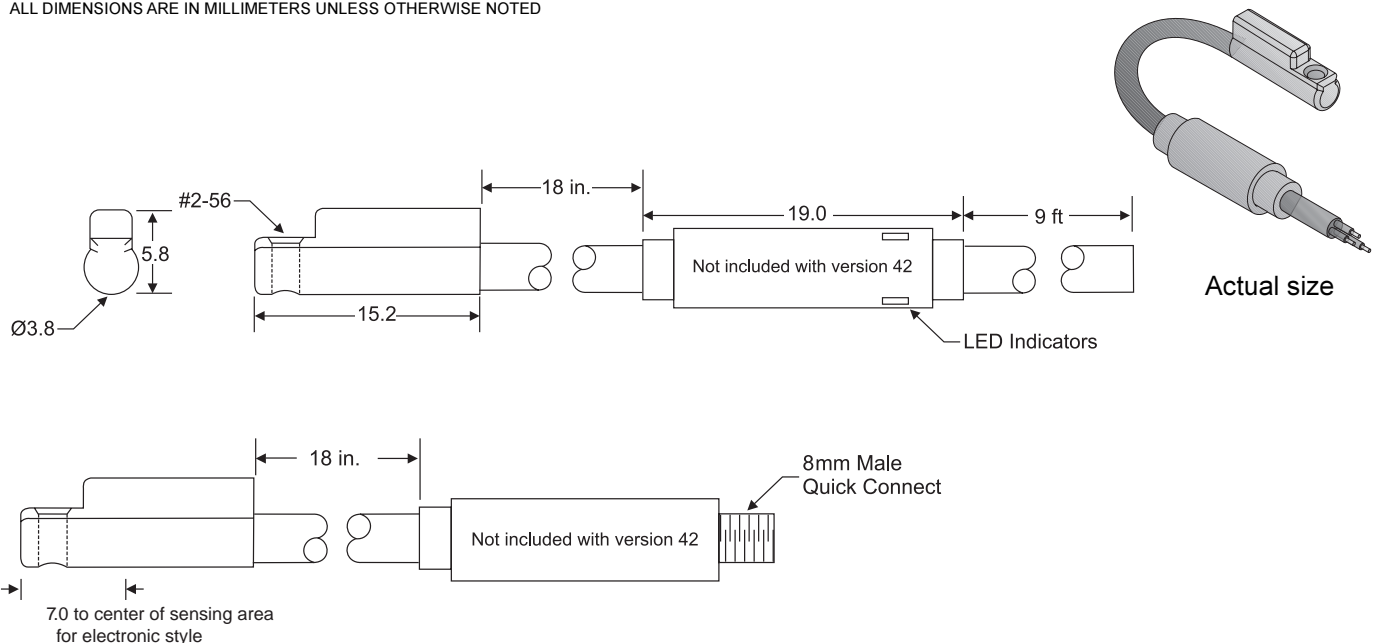 ALL DIMENSIONS ARE IN MILLIMETERS UNLESS OTHERWISE NOTED
#2-56
18 in.
19.0
9 ft
5.8
Not included with version 42
Ø3.8
15.2
LED Indicators
Actual size
18 in.
8mm Male
Quick Connect
Not included with version 42
7.0 to center of sensing area
for electronic style